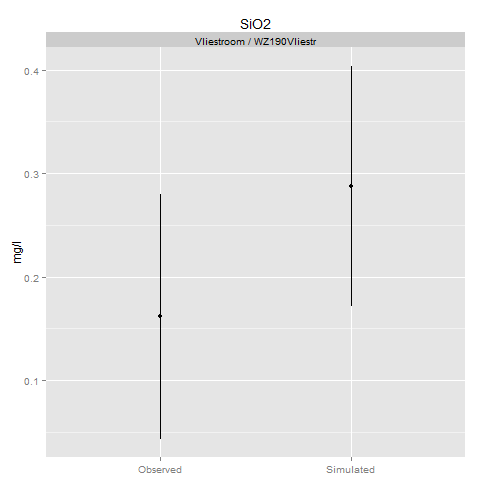 SiO2
Vliestroom / WZ190Vliestr
mg/l
0.4
0.3
0.2
0.1
Observed
Simulated